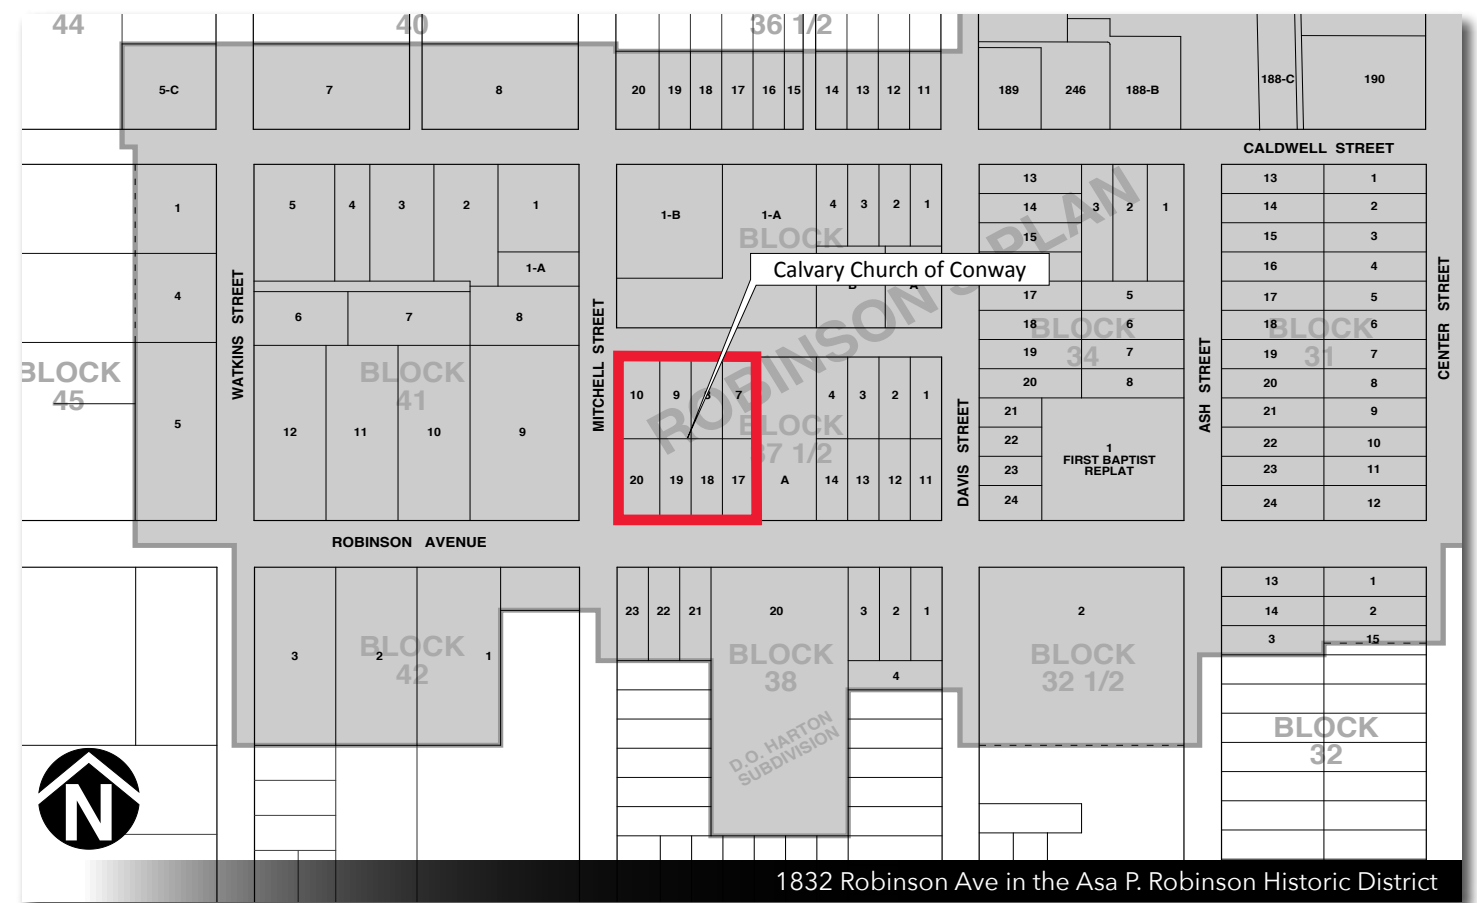 44
40
36 1/2
5-C
7
8
20 19 18 17 16 15 14 13 12 11
189
246
188-B
188-C
190
CALDWELL STREET
1
4
5
BLOCK
45
WATKINS STREET
5 4 3 2 1
1-A
6 7 8
BLOCK
41
12 11 10 9
MITCHELL STREET
1-B
1-A
4 3 2 1
BLOCK
B A
Calvary Church of Conway
ROBINSON'S PLAN
10 9 8 7
4 3 2 1
BLOCK
37 1/2
20 19 18 17 A 14 13 12 11
DAVIS STREET
13
14
15
3 2 1
17
18
19
20
5
6
7
8
BLOCK
34
21
22
23
24
1
FIRST BAPTIST
REPLAT
ASH STREET
13 1
14 2
15 3
16 4
17 5
18 6
19 7
20 8
21 9
22 10
23 11
24 12
BLOCK
31
CENTER STREET
ROBINSON AVENUE
3 2 1
BLOCK
42
23 22 21 20 3 2 1
4
BLOCK
38
D.O. HARTON
SUBDIVISION
2
BLOCK
32 1/2
13 1
14 2
3 15
BLOCK
32
N
1832 Robinson Ave in the Asa P. Robinson Historic District